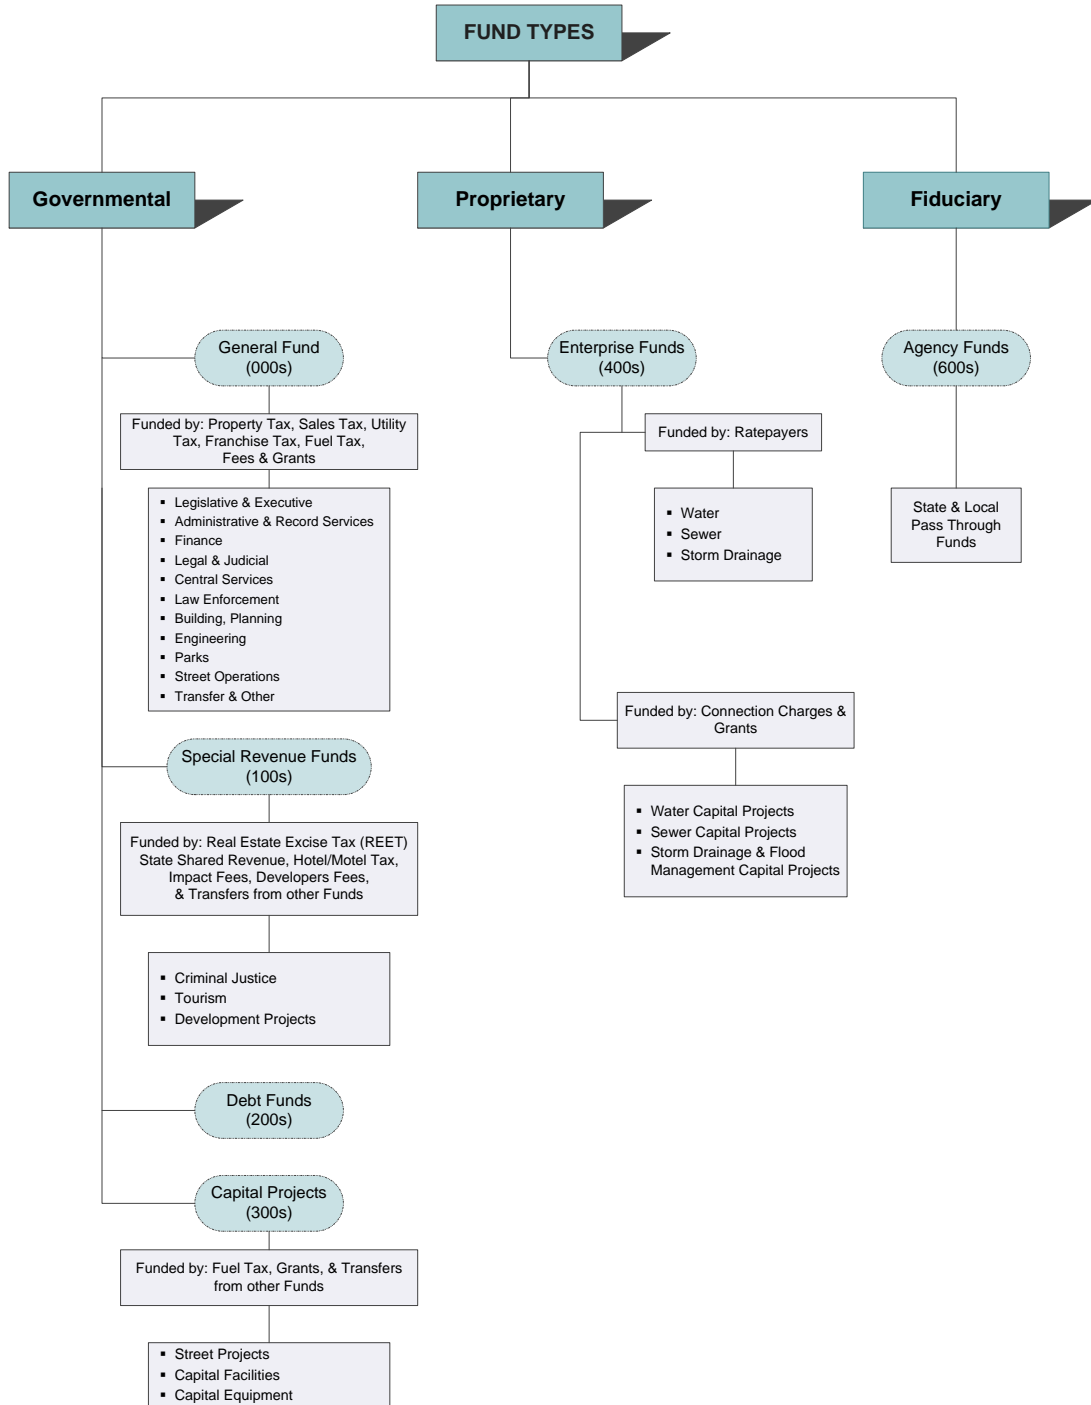 FUND TYPES
Governmental
Proprietary
Fiduciary
General Fund
(000s)
Funded by: Property Tax, Sales Tax, Utility
Tax, Franchise Tax, Fuel Tax,
Fees & Grants
▪ Legislative & Executive
▪ Administrative & Record Services
▪ Finance
▪ Legal & Judicial
▪ Central Services
▪ Law Enforcement
▪ Building, Planning
▪ Engineering
▪ Parks
▪ Street Operations
▪ Transfer & Other
Special Revenue Funds
(100s)
Funded by: Real Estate Excise Tax (REET)
State Shared Revenue, Hotel/Motel Tax,
Impact Fees, Developers Fees,
& Transfers from other Funds
▪ Criminal Justice
▪ Tourism
▪ Development Projects
Debt Funds
(200s)
Capital Projects
(300s)
Funded by: Fuel Tax, Grants, & Transfers
from other Funds
▪ Street Projects
▪ Capital Facilities
▪ Capital Equipment
Enterprise Funds
(400s)
Funded by: Ratepayers
▪ Water
▪ Sewer
▪ Storm Drainage
Funded by: Connection Charges &
Grants
▪ Water Capital Projects
▪ Sewer Capital Projects
▪ Storm Drainage & Flood
Management Capital Projects
Agency Funds
(600s)
State & Local
Pass Through
Funds